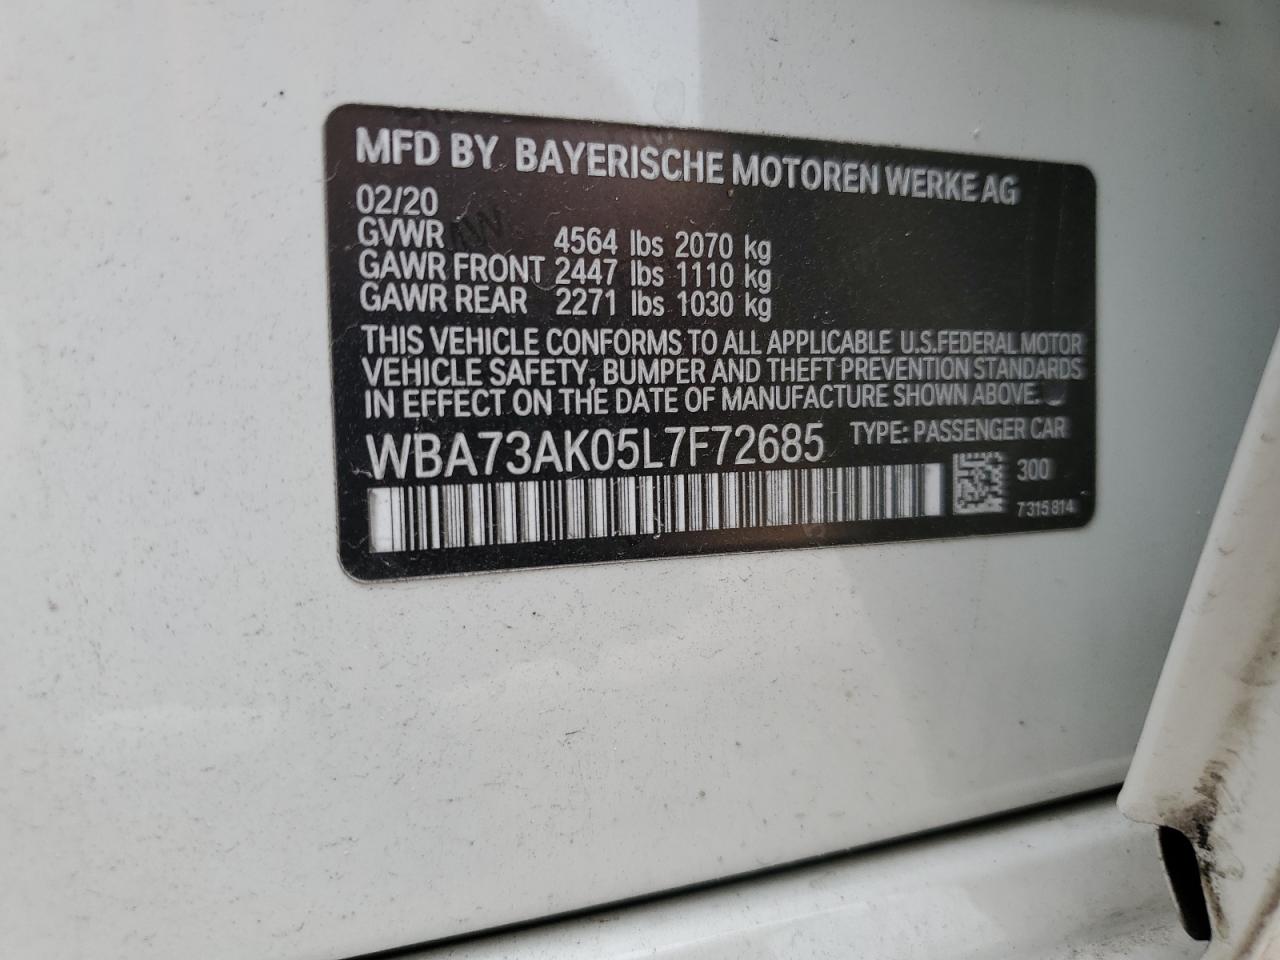 MFD BY BAYERISCHE MOTOREN WERKE AG
02/20
GVWR 4564 lbs 2070 kg
GAWR FRONT 2447 lbs 1110 kg
GAWR REAR 2271 lbs 1030 kg
THIS VEHICLE CONFORMS TO ALL APPLICABLE U.S.FEDERAL MOTOR
VEHICLE SAFETY, BUMPER AND THEFT PREVENTION STANDARDS
IN EFFECT ON THE DATE OF MANUFACTURE SHOWN ABOVE.
WBA73AK05L7F72685 TYPE: PASSENGER CAR
300
7 315 814